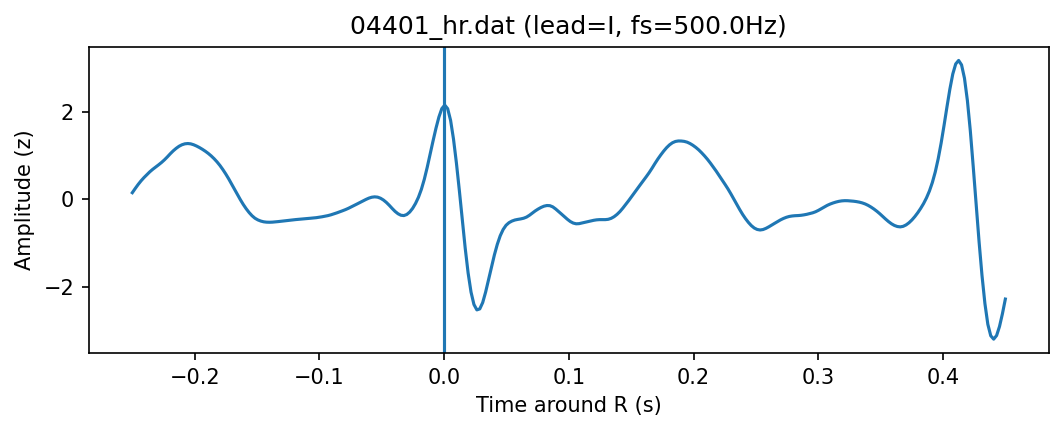 04401_hr.dat (lead=I, fs=500.0Hz)
Amplitude (z)
2
0
−2
−0.2 −0.1 0.0 0.1 0.2 0.3 0.4
Time around R (s)